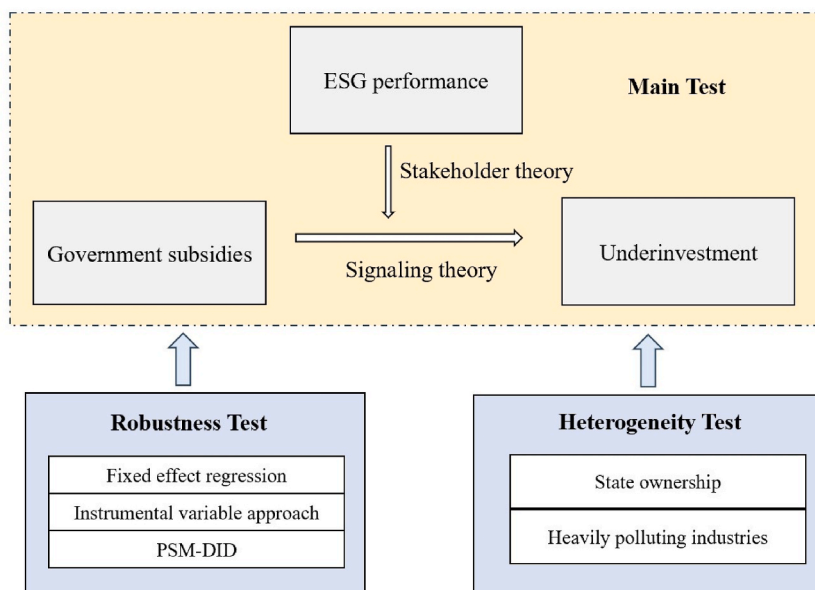 ESG performance
Main Test
Stakeholder theory
Government subsidies
Signaling theory
Underinvestment
Robustness Test
Fixed effect regression
Instrumental variable approach
PSM-DID
Heterogeneity Test
State ownership
Heavily polluting industries